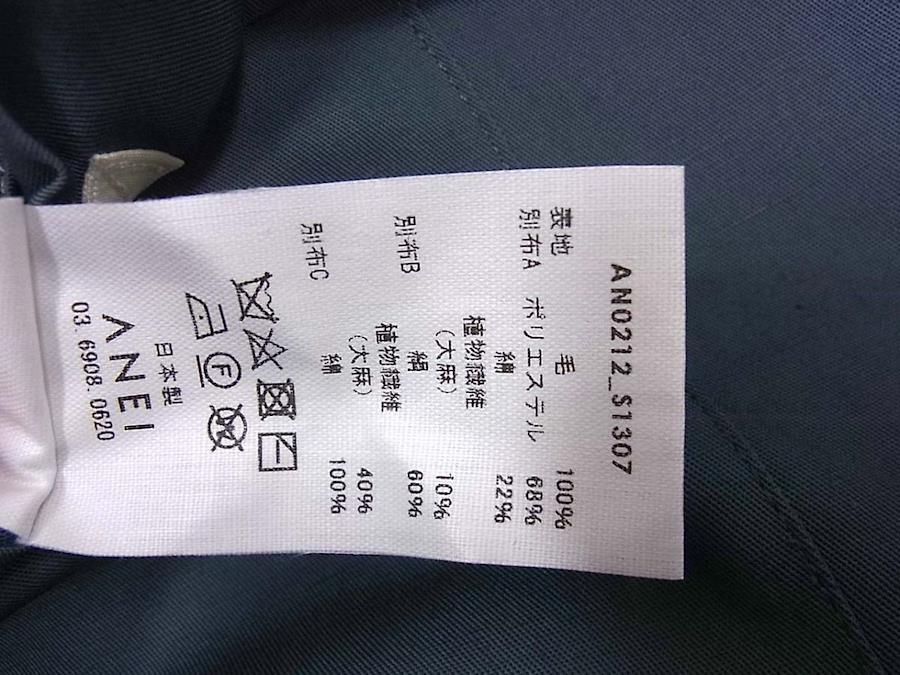 AN0212_S1307
表地 毛 100%
別布A ポリエステル 68%
綿 22%
植物繊維
(大麻) 10%
別布B 絹 60%
植物繊維
(大麻) 40%
別布C 綿 100%
F
W
日本製
ANEI
03. 6908. 0620